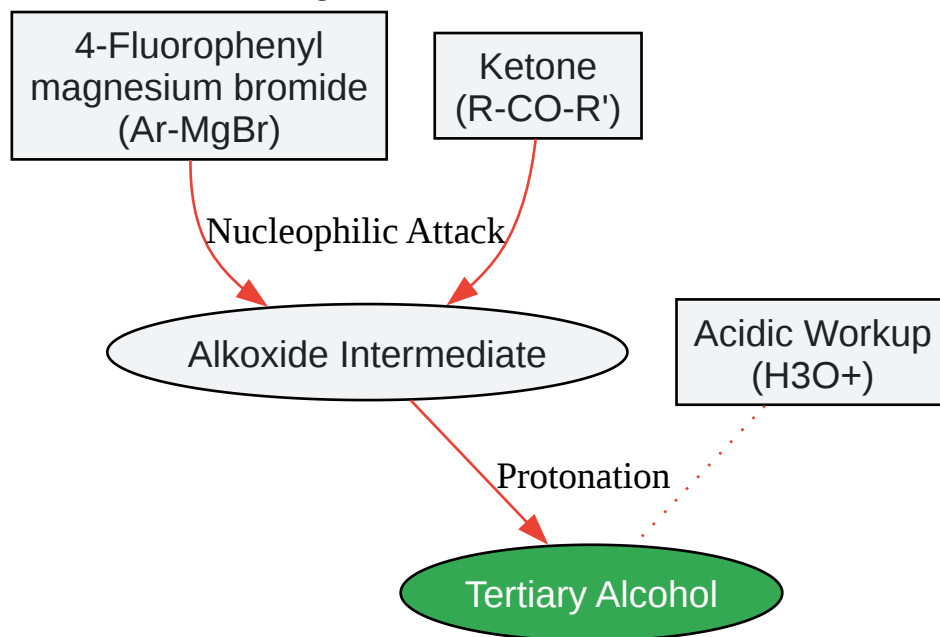 4-Fluorophenyl
magnesium bromide
(Ar-MgBr)
Ketone
(R-CO-R')
Nucleophilic Attack
Alkoxide Intermediate
Acidic Workup
(H3O+)
Protonation
Tertiary Alcohol